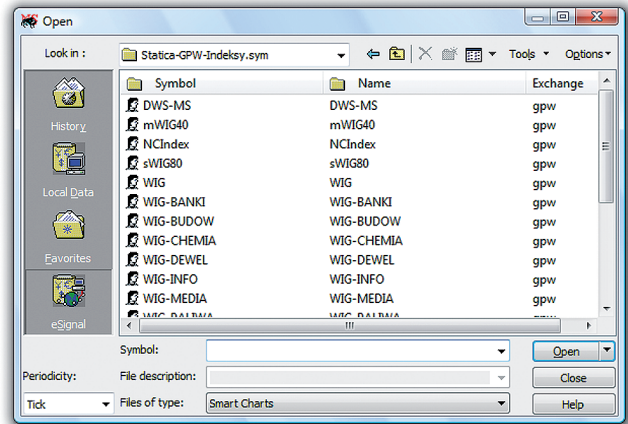 Open
Look in :
Statica-GPW-Indeksy.sym
Tools
Options
History
Local Data
Favorites
eSignal
Symbol Name Exchange
DWS-MS DWS-MS gpw
mWIG40 mWIG40 gpw
NCIndex NCIndex gpw
sWIG80 sWIG80 gpw
WIG WIG gpw
WIG-BANKI WIG-BANKI gpw
WIG-BUDOW WIG-BUDOW gpw
WIG-CHEMIA WIG-CHEMIA gpw
WIG-DEWEL WIG-DEWEL gpw
WIG-INFO WIG-INFO gpw
WIG-MEDIA WIG-MEDIA gpw
WIG-PALIWA WIG-PALIWA
Symbol:
Open
Periodicity:
File description:
Close
Tick
Files of type:
Smart Charts
Help